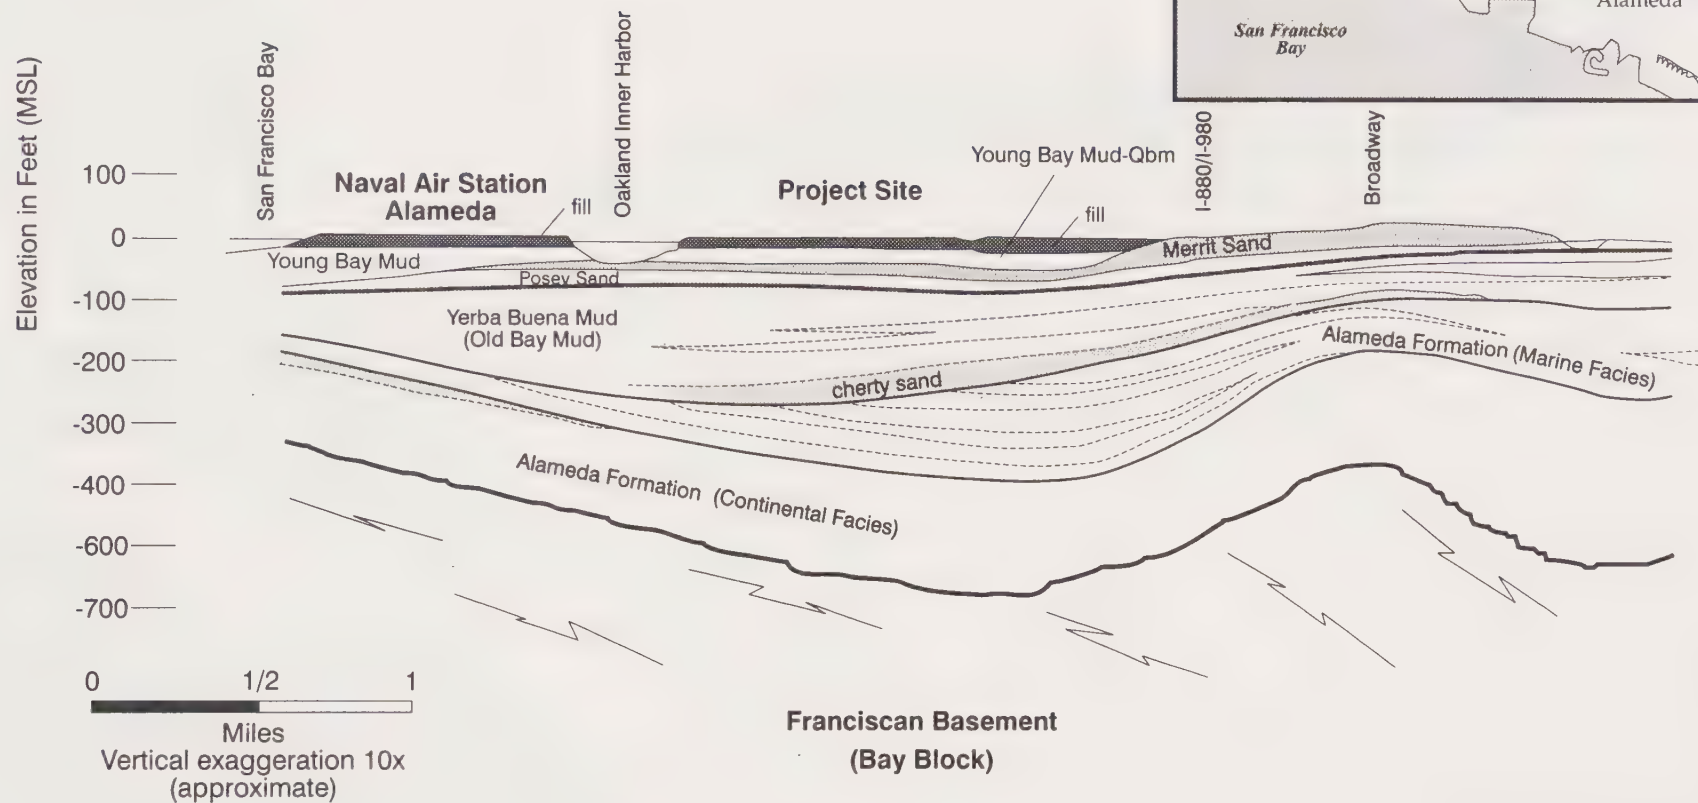 Alameda
San Francisco
Bay
Elevation in Feet (MSL)
San Francisco Bay
Oakland Inner Harbor
I-880/I-980
Broadway
Young Bay Mud-Qbm
100
Naval Air Station
Alameda
fill
Project Site
fill
0
Merrit Sand
Young Bay Mud
Posey Sand
-100
Yerba Buena Mud
(Old Bay Mud)
Alameda Formation (Marine Facies)
-200
cherty sand
-300
Alameda Formation (Continental Facies)
-400
-600
-700
0 1/2 1
Miles
Vertical exaggeration 10x
(approximate)
Franciscan Basement
(Bay Block)